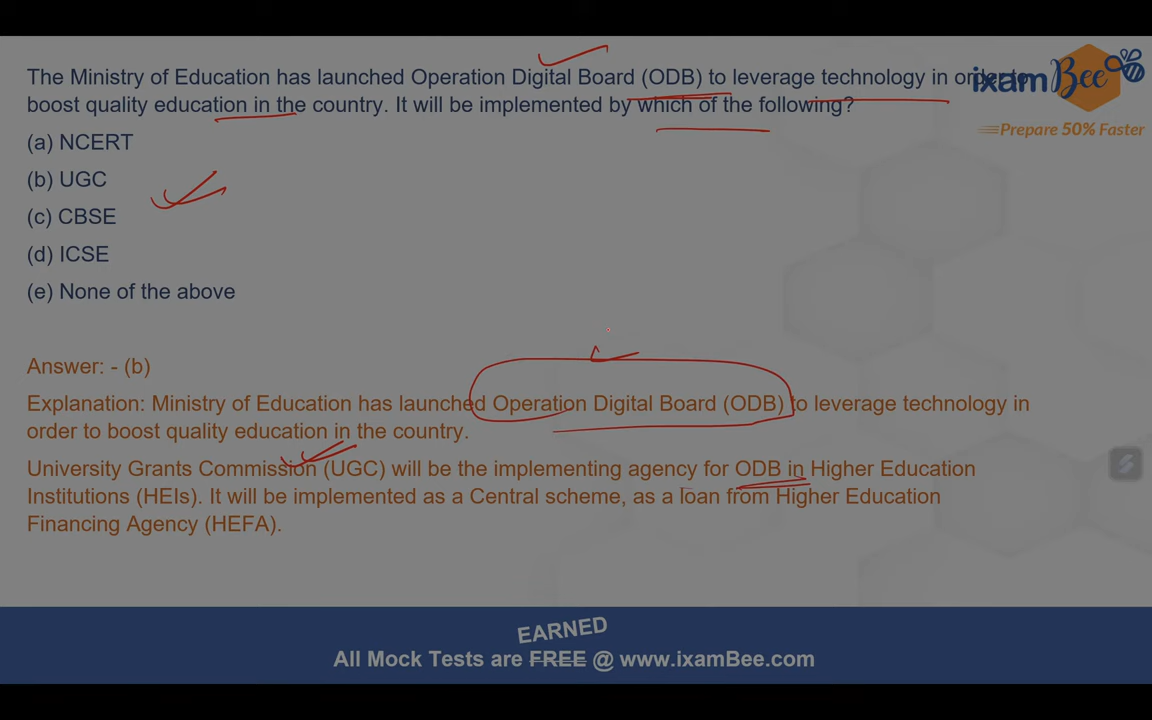 The Ministry of Education has launched Operation Digital Board (ODB) to leverage technology in order to
boost quality education in the country. It will be implemented by which of the following?
ixamBee
Prepare 50% Faster
(a) NCERT
(b) UGC
(c) CBSE
(d) ICSE
(e) None of the above
Answer: - (b)
Explanation: Ministry of Education has launched Operation Digital Board (ODB) to leverage technology in
order to boost quality education in the country.
University Grants Commission (UGC) will be the implementing agency for ODB in Higher Education
Institutions (HEIs). It will be implemented as a Central scheme, as a loan from Higher Education
Financing Agency (HEFA).
EARNED
All Mock Tests are FREE @ www.ixamBee.com